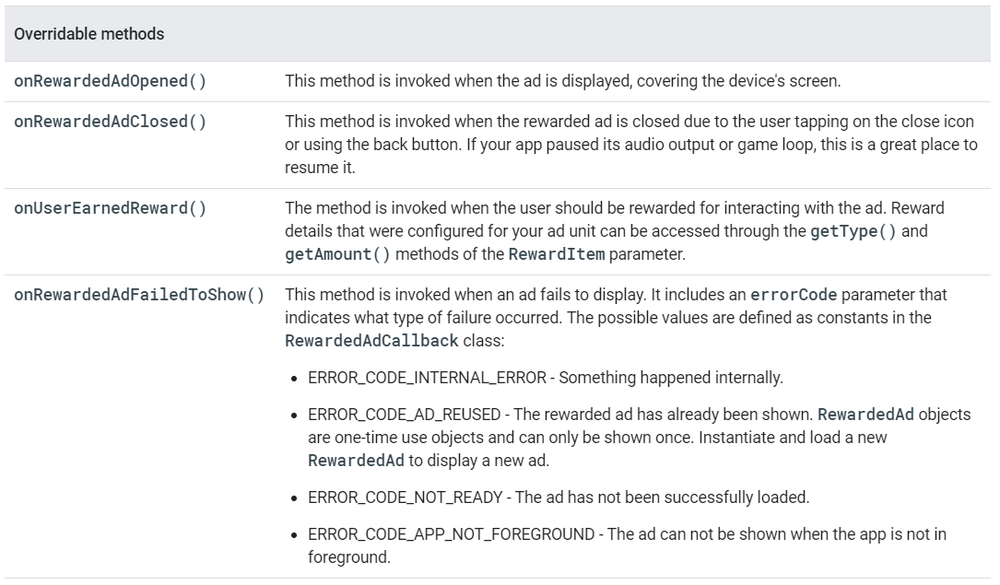 Overridable methods
onRewardedAdOpened()
This method is invoked when the ad is displayed, covering the device's screen.
onRewardedAdClosed()
This method is invoked when the rewarded ad is closed due to the user tapping on the close icon
or using the back button. If your app paused its audio output or game loop, this is a great place to
resume it.
onUserEarnedReward()
The method is invoked when the user should be rewarded for interacting with the ad. Reward
details that were configured for your ad unit can be accessed through the getType() and
getAmount() methods of the RewardItem parameter.
onRewardedAdFailedToShow()
This method is invoked when an ad fails to display. It includes an errorCode parameter that
indicates what type of failure occurred. The possible values are defined as constants in the
RewardedAdCallback class:
• ERROR_CODE_INTERNAL_ERROR - Something happened internally.
• ERROR_CODE_AD_REUSED - The rewarded ad has already been shown. RewardedAd objects
are one-time use objects and can only be shown once. Instantiate and load a new
RewardedAd to display a new ad.
• ERROR_CODE_NOT_READY - The ad has not been successfully loaded.
• ERROR_CODE_APP_NOT_FOREGROUND - The ad can not be shown when the app is not in
foreground.